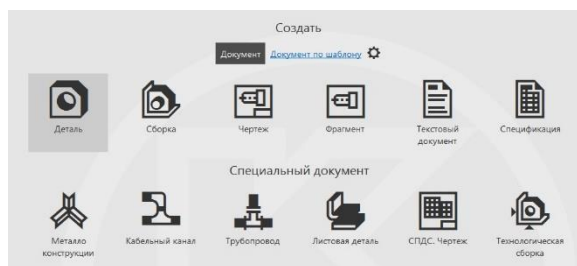 Создать
Документ Документ по шаблону
Деталь Сборка Чертеж Фрагмент Текстовый документ Спецификация
Специальный документ
Металло конструкции Кабельный канал Трубопровод Листовая деталь СПДС. Чертеж Технологическая сборка